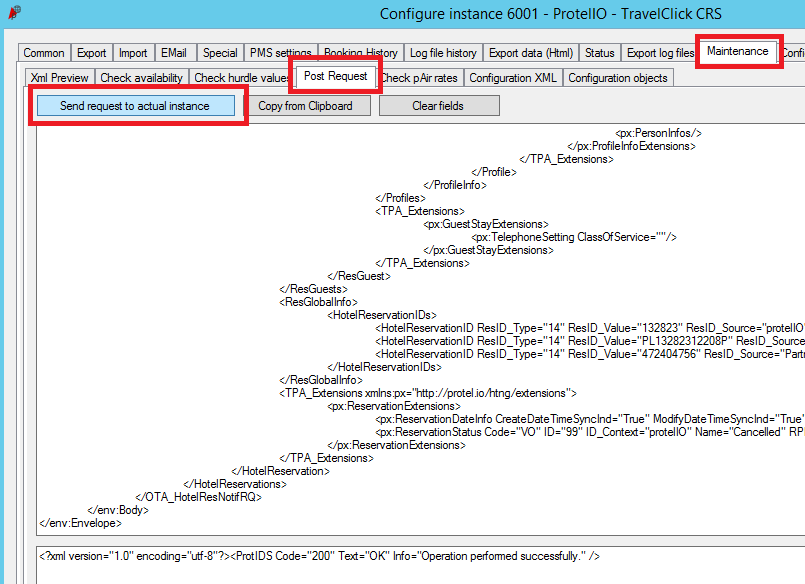 Configure instance 6001 - ProtelIO - TravelClick CRS
Common Export Import EMail Special PMS settings Booking History Log file history Export data (Html) Status Export log files Maintenance
Xml Preview Check availability Check hurdle values Post Request Check pAir rates Configuration XML Configuration objects
Send request to actual instance Copy from Clipboard Clear fields
<px:PersonInfos/>
</px:ProfileInfoExtensions>
</TPA_Extensions>
</Profile>
</ProfileInfo>
</Profiles>
<TPA_Extensions>
<px:GuestStayExtensions>
<px:TelephoneSetting ClassOfService=""/>
</px:GuestStayExtensions>
</TPA_Extensions>
</ResGuest>
</ResGuests>
<ResGlobalInfo>
<HotelReservationIDs>
<HotelReservationID ResID_Type="14" ResID_Value="132823" ResID_Source="protelIO"
<HotelReservationID ResID_Type="14" ResID_Value="PL13282312208P" ResID_Source
<HotelReservationID ResID_Type="14" ResID_Value="472404756" ResID_Source="Part
</HotelReservationIDs>
</ResGlobalInfo>
<TPA_Extensions xmlns:px="http://protel.io/htng/extensions">
<px:ReservationExtensions>
<px:ReservationDateInfo CreateDateTimeSyncInd="True" ModifyDateTimeSyncInd="True"
<px:ReservationStatus Code="VO" ID="99" ID_Context="protelIO" Name="Cancelled" RP
</px:ReservationExtensions>
</TPA_Extensions>
</HotelReservation>
</HotelReservations>
</OTA_HotelResNotifRQ>
</env:Body>
</env:Envelope>
<?xml version="1.0" encoding="utf-8"?><ProtIDS Code="200" Text="OK" Info="Operation performed successfully." />